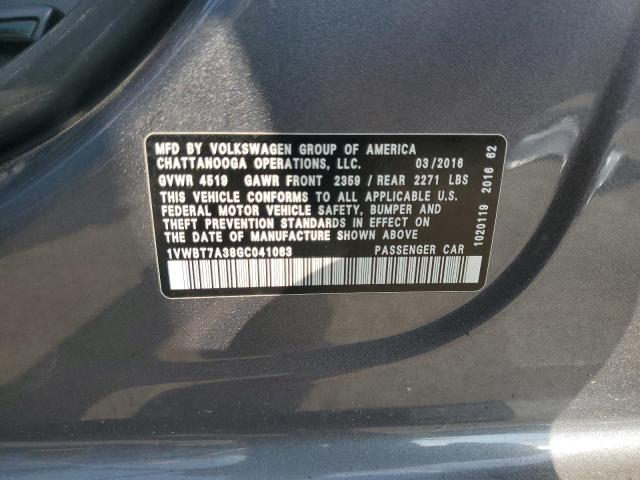 MFD BY VOLKSWAGEN GROUP OF AMERICA
CHATTANOOGA OPERATIONS, LLC. 03/2016
GVWR 4519 GAWR FRONT 2359 / REAR 2271 LBS
THIS VEHICLE CONFORMS TO ALL APPLICABLE U.S.
FEDERAL MOTOR VEHICLE SAFETY, BUMPER AND
THEFT PREVENTION STANDARDS IN EFFECT ON
THE DATE OF MANUFACTURE SHOWN ABOVE
1VWBT7A38GC041063 PASSENGER CAR
1020119 2016 62